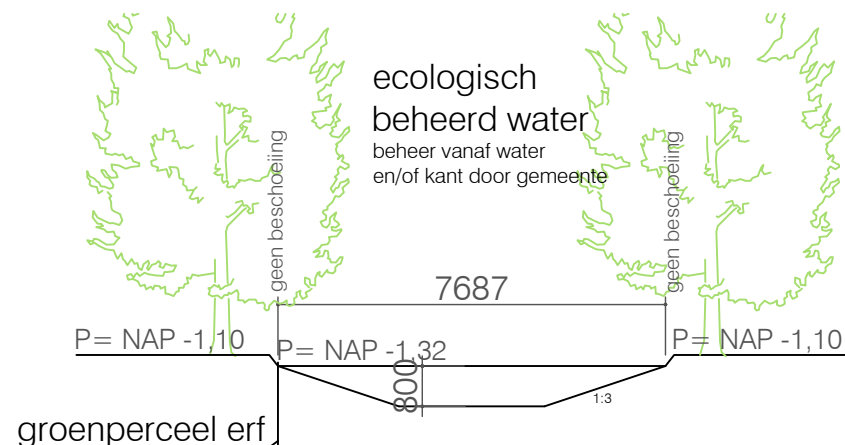 ecologisch
beheerd water
beheer vanaf water
en/of kant door gemeente
geen beschoeiing
geen beschoeiing
7687
P= NAP -1,10
P= NAP -1,32
P= NAP -1,10
800
1:3
groenperceel erf